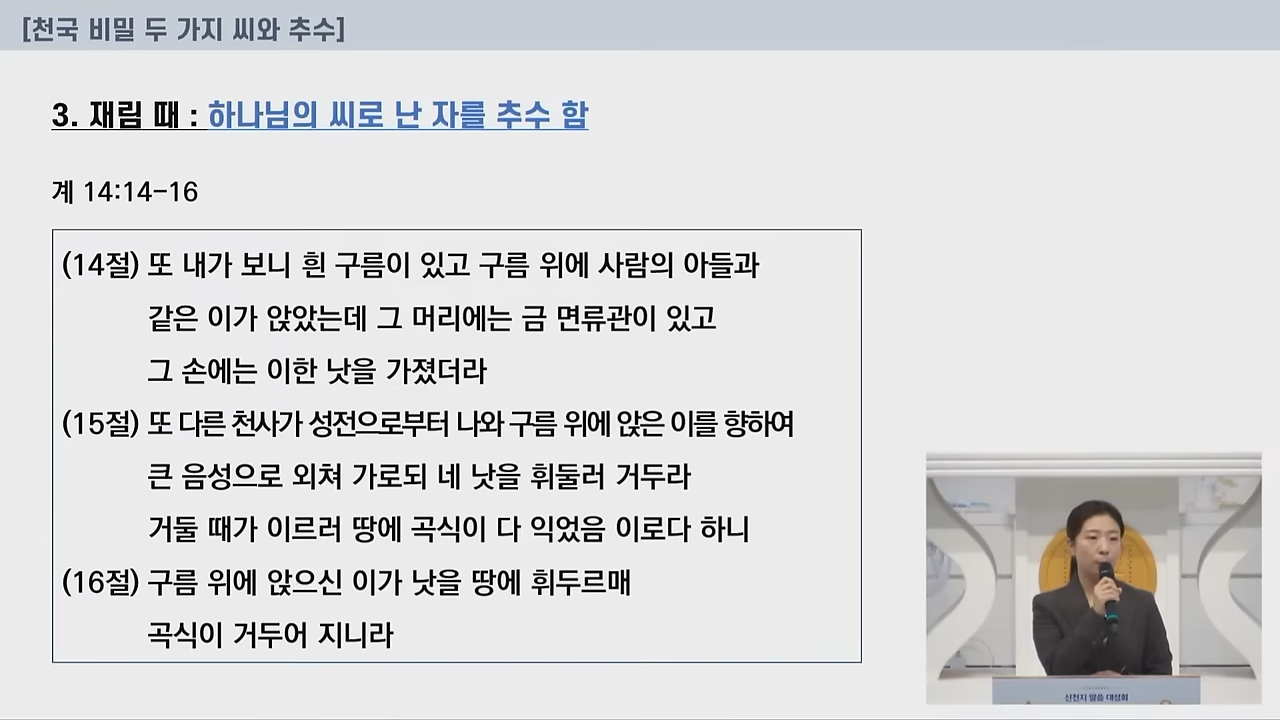 [천국 비밀 두 가지 씨와 추수]
3. 재림 때 : 하나님의 씨로 난 자를 추수 함
계 14:14-16
(14절) 또 내가 보니 흰 구름이 있고 구름 위에 사람의 아들과
같은 이가 앉았는데 그 머리에는 금 면류관이 있고
그 손에는 이한 낫을 가졌더라
(15절) 또 다른 천사가 성전으로부터 나와 구름 위에 앉은 이를 향하여
큰 음성으로 외쳐 가로되 네 낫을 휘둘러 거두라
거둘 때가 이르러 땅에 곡식이 다 익었음 이로다 하니
(16절) 구름 위에 앉으신 이가 낫을 땅에 휘두르매
곡식이 거두어 지니라
신천지 말씀 대성회